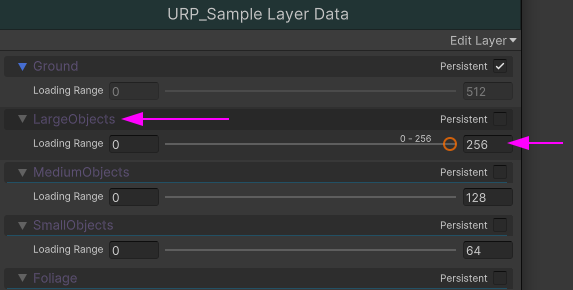 URP_Sample Layer Data
Edit Layer
Ground Persistent
Loading Range 0 512
LargeObjects Persistent
0 - 256
Loading Range 0 256
MediumObjects Persistent
Loading Range 0 128
SmallObjects Persistent
Loading Range 0 64
Foliage Persistent